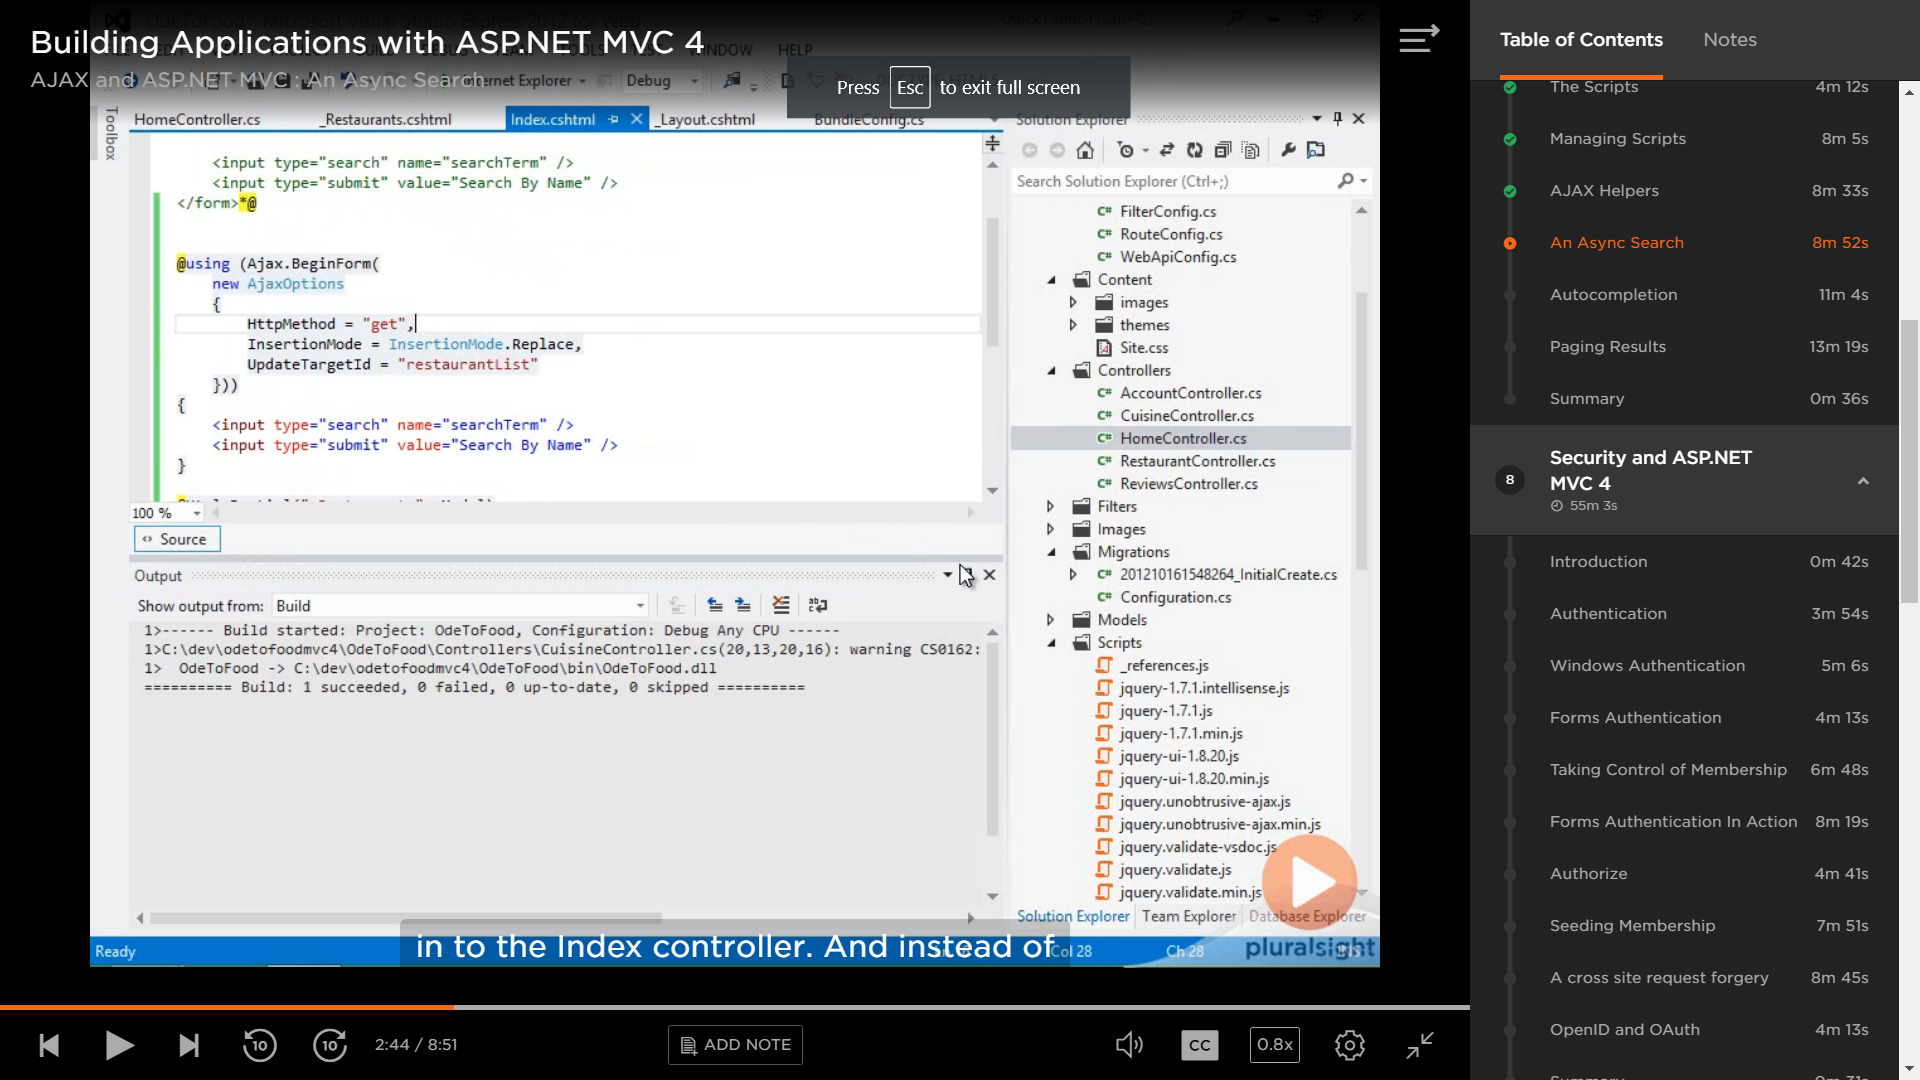 Building Applications with ASP.NET MVC 4
AJAX and ASP.NET MVC : An Async Search
WINDOW HELP
Internet Explorer
Debug
Press Esc to exit full screen
Toolbox
HomeController.cs
_Restaurants.cshtml
Index.cshtml
_Layout.cshtml
BundleConfig.cs
<input type="search" name="searchTerm" />
<input type="submit" value="Search By Name" />
</form>*@
@using (Ajax.BeginForm(
new AjaxOptions
{
HttpMethod = "get",
InsertionMode = InsertionMode.Replace,
UpdateTargetId = "restaurantList"
}))
{
<input type="search" name="searchTerm" />
<input type="submit" value="Search By Name" />
}
100 %
Source
Output
Show output from: Build
1>------ Build started: Project: OdeToFood, Configuration: Debug Any CPU ------
1>C:\dev\odetofoodmvc4\OdeToFood\Controllers\CuisineController.cs(20,13,20,16): warning CS0162:
1>  OdeToFood -> C:\dev\odetofoodmvc4\OdeToFood\bin\OdeToFood.dll
========== Build: 1 succeeded, 0 failed, 0 up-to-date, 0 skipped ==========
Solution Explorer
Search Solution Explorer (Ctrl+;)
FilterConfig.cs
RouteConfig.cs
WebApiConfig.cs
Content
images
themes
Site.css
Controllers
AccountController.cs
CuisineController.cs
HomeController.cs
RestaurantController.cs
ReviewsController.cs
Filters
Images
Migrations
201210161548264_InitialCreate.cs
Configuration.cs
Models
Scripts
_references.js
jquery-1.7.1.intellisense.js
jquery-1.7.1.js
jquery-1.7.1.min.js
jquery-ui-1.8.20.js
jquery-ui-1.8.20.min.js
jquery.unobtrusive-ajax.js
jquery.unobtrusive-ajax.min.js
jquery.validate-vsdoc.js
jquery.validate.js
jquery.validate.min.js
Solution Explorer
Team Explorer
Database Explorer
Ready
in to the Index controller. And instead of
Col 28
Ch 28
pluralsight
2:44 / 8:51
ADD NOTE
CC
0.8x
10
10
Table of Contents
Notes
The Scripts 4m 12s
Managing Scripts 8m 5s
AJAX Helpers 8m 33s
An Async Search 8m 52s
Autocompletion 11m 4s
Paging Results 13m 19s
Summary 0m 36s
8
Security and ASP.NET
MVC 4
55m 3s
Introduction 0m 42s
Authentication 3m 54s
Windows Authentication 5m 6s
Forms Authentication 4m 13s
Taking Control of Membership 6m 48s
Forms Authentication In Action 8m 19s
Authorize 4m 41s
Seeding Membership 7m 51s
A cross site request forgery 8m 45s
OpenID and OAuth 4m 13s